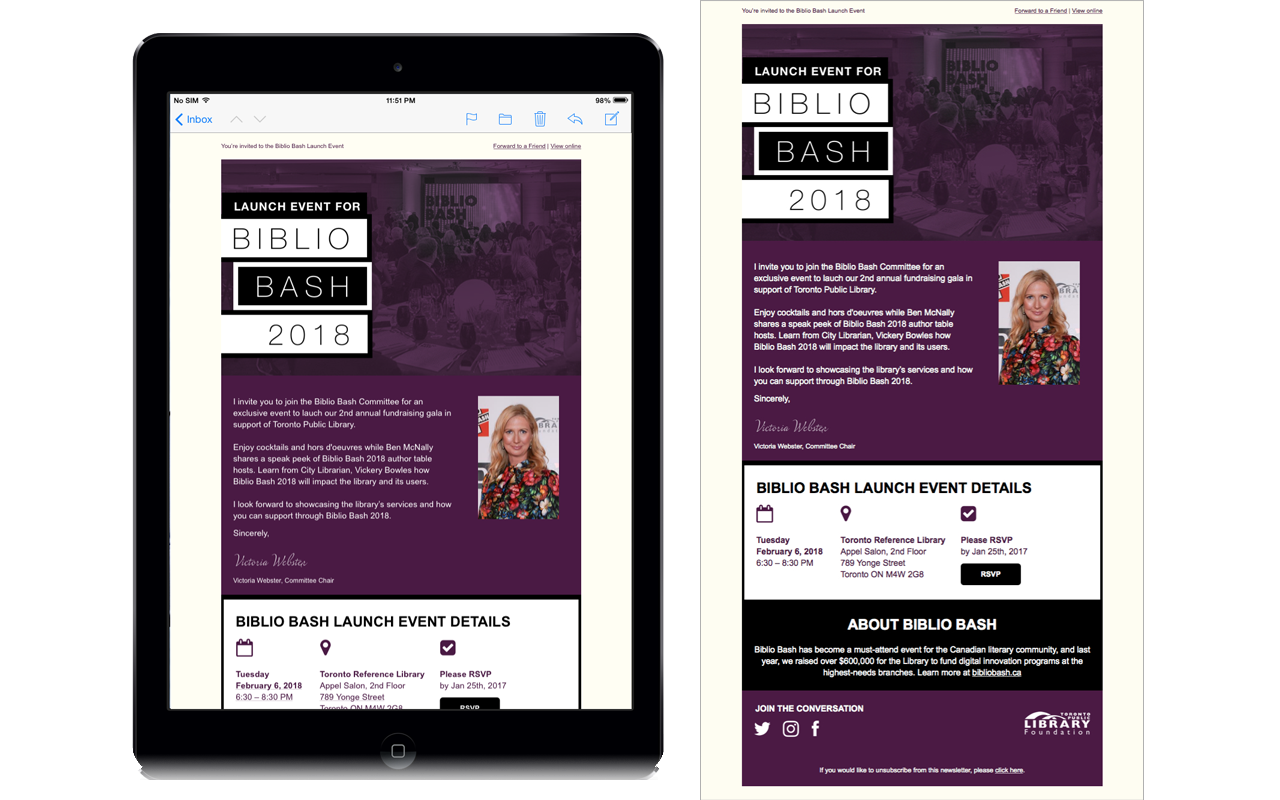 No SIM
11:51 PM
98%
Inbox
You're invited to the Biblio Bash Launch Event
Forward to a Friend | View online
BIBLIO
BASH
LAUNCH EVENT FOR
BIBLIO
BASH
2018
I invite you to join the Biblio Bash Committee for an
exclusive event to lauch our 2nd annual fundraising gala in
support of Toronto Public Library.
Enjoy cocktails and hors d'oeuvres while Ben McNally
shares a speak peek of Biblio Bash 2018 author table
hosts. Learn from City Librarian, Vickery Bowles how
Biblio Bash 2018 will impact the library and its users.
I look forward to showcasing the library's services and how
you can support through Biblio Bash 2018.
Sincerely,
Victoria Webster
Victoria Webster, Committee Chair
BIBLIO BASH LAUNCH EVENT DETAILS
Tuesday
February 6, 2018
6:30 – 8:30 PM
Toronto Reference Library
Appel Salon, 2nd Floor
789 Yonge Street
Toronto ON M4W 2G8
Please RSVP
by Jan 25th, 2017
RSVP
You're invited to the Biblio Bash Launch Event
Forward to a Friend | View online
BIBLIO
BASH
LAUNCH EVENT FOR
BIBLIO
BASH
2018
I invite you to join the Biblio Bash Committee for an
exclusive event to lauch our 2nd annual fundraising gala in
support of Toronto Public Library.
Enjoy cocktails and hors d'oeuvres while Ben McNally
shares a speak peek of Biblio Bash 2018 author table
hosts. Learn from City Librarian, Vickery Bowles how
Biblio Bash 2018 will impact the library and its users.
I look forward to showcasing the library's services and how
you can support through Biblio Bash 2018.
Sincerely,
Victoria Webster
Victoria Webster, Committee Chair
BIBLIO BASH LAUNCH EVENT DETAILS
Tuesday
February 6, 2018
6:30 – 8:30 PM
Toronto Reference Library
Appel Salon, 2nd Floor
789 Yonge Street
Toronto ON M4W 2G8
Please RSVP
by Jan 25th, 2017
RSVP
ABOUT BIBLIO BASH
Biblio Bash has become a must-attend event for the Canadian literary community, and last
year, we raised over $600,000 for the Library to fund digital innovation programs at the
highest-needs branches. Learn more at bibliobash.ca
JOIN THE CONVERSATION
TORONTO
PUBLIC
LIBRARY
Foundation
If you would like to unsubscribe from this newsletter, please click here.